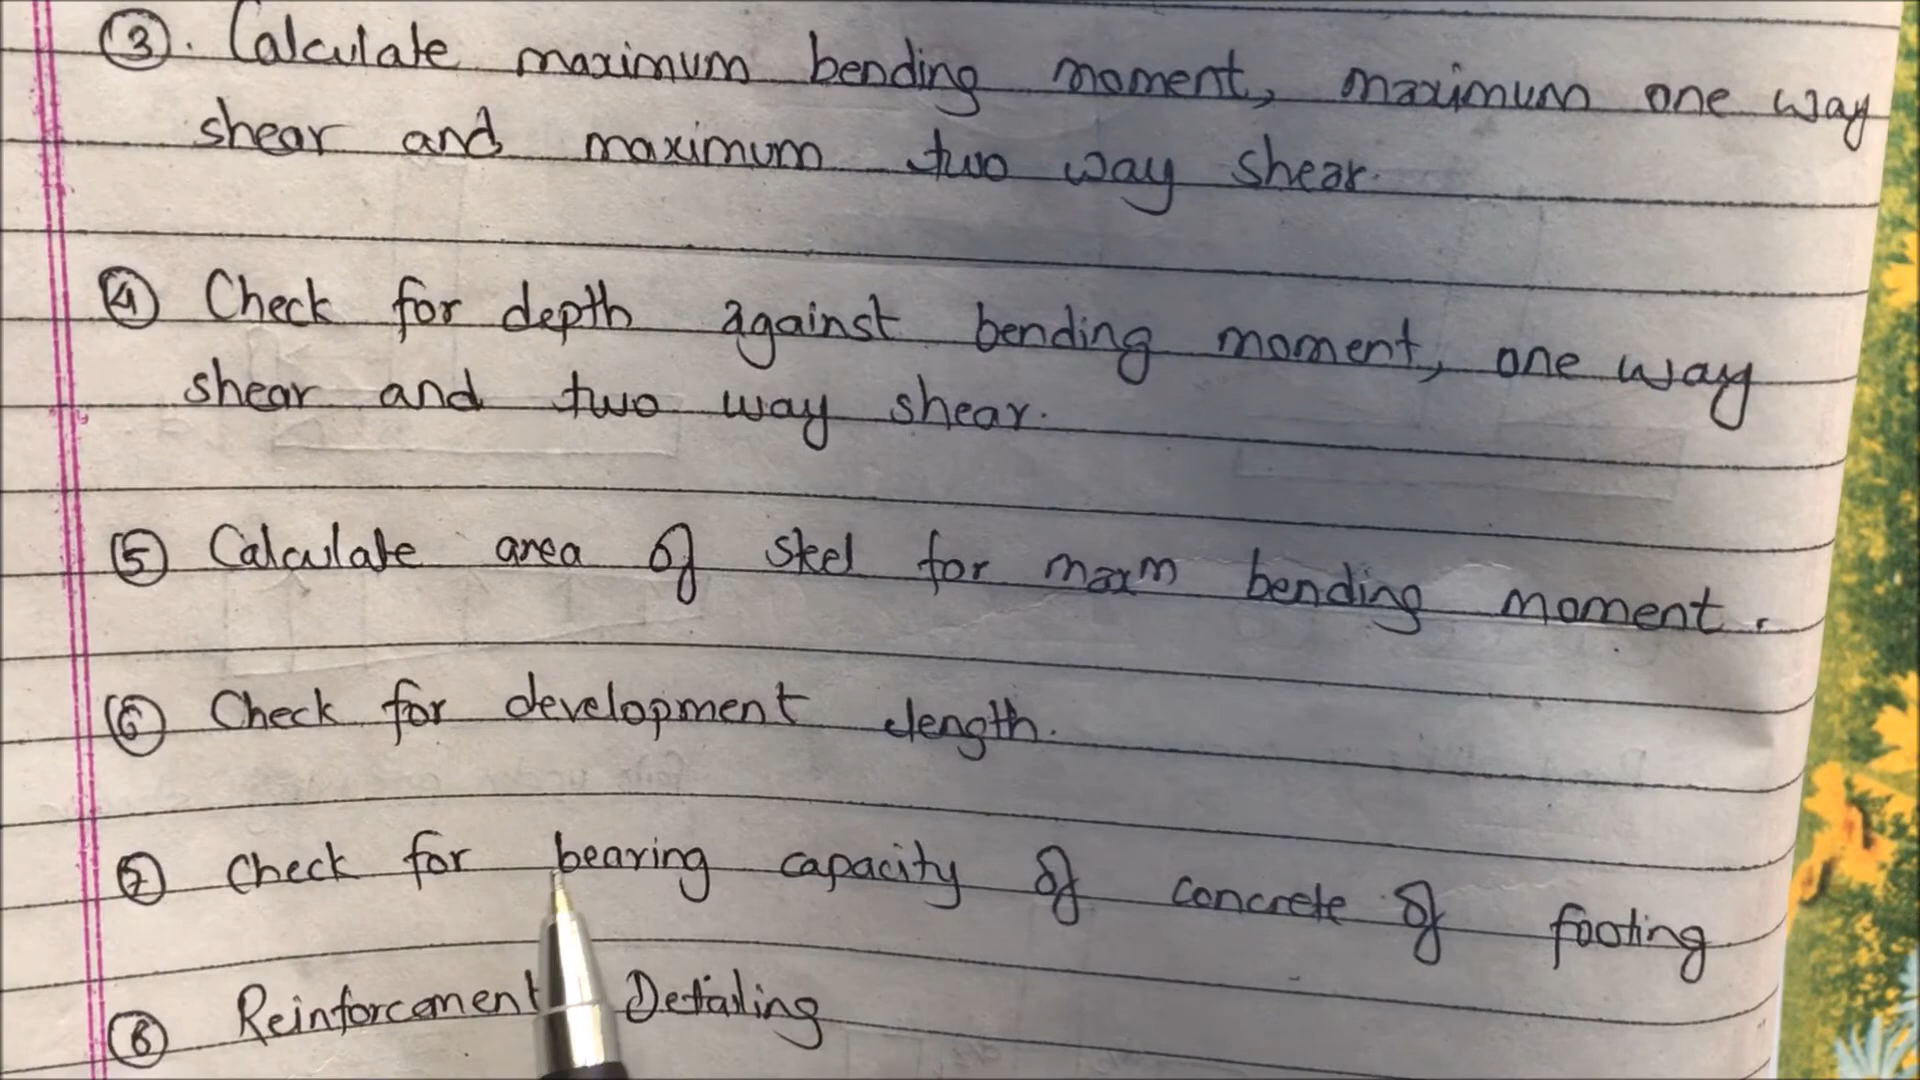 ③. Calculate maximum bending moment, maximum one way
shear and maximum two way shear.
④ Check for depth against bending moment, one way
shear and two way shear.
⑤ Calculate area of steel for maxm bending moment.
⑥ Check for development length.
⑦ Check for bearing capacity of concrete of footing
⑧ Reinforcement Detailing